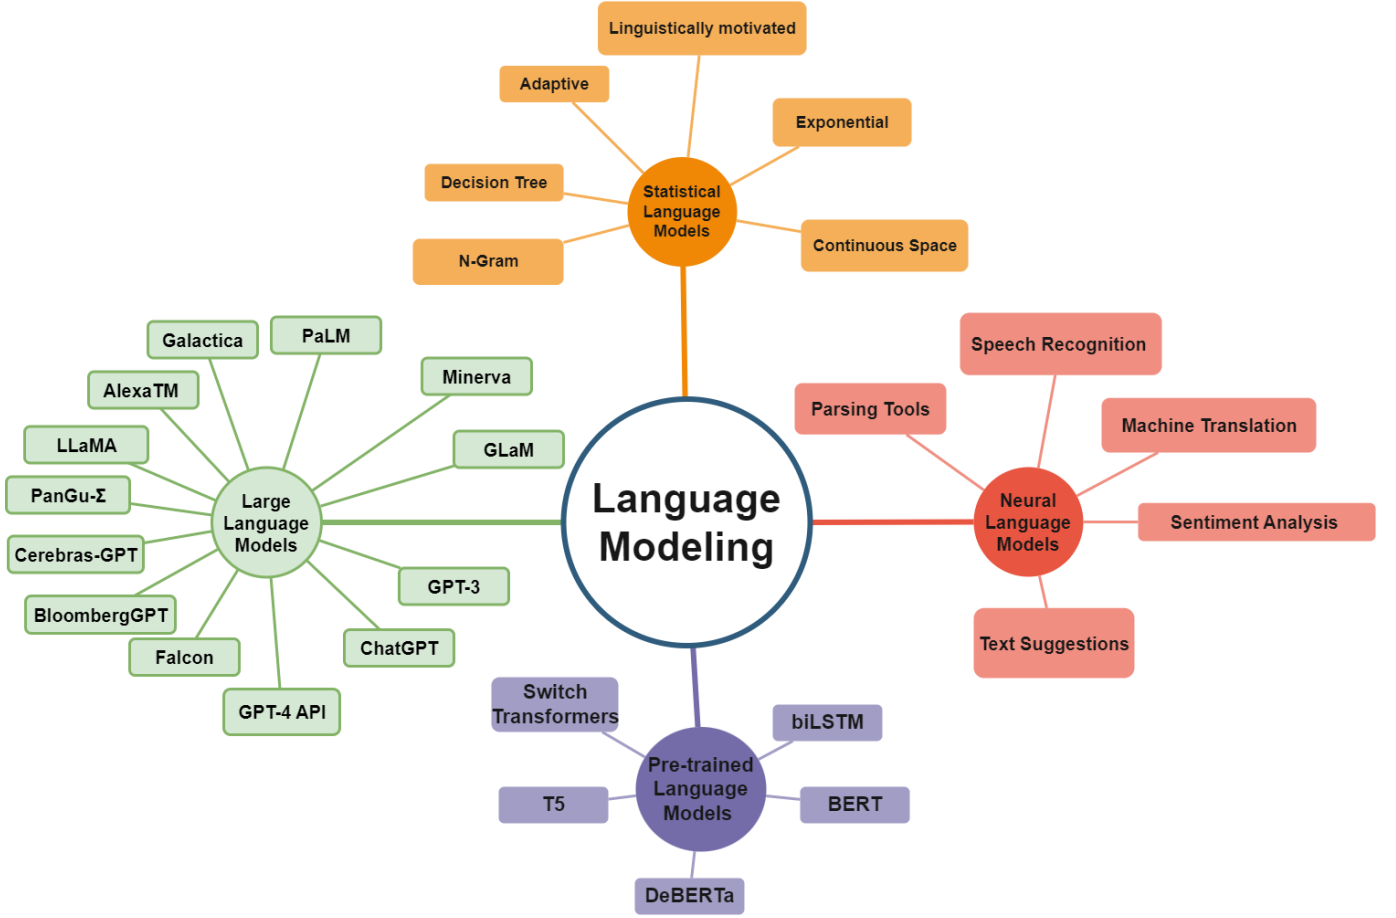 Linguistically motivated
Adaptive
Exponential
Decision Tree
Statistical
Language
Models
N-Gram
Continuous Space
Galactica
PaLM
Minerva
AlexaTM
LLaMA
GLaM
PanGu-Σ
Large
Language
Models
Cerebras-GPT
GPT-3
BloombergGPT
ChatGPT
Falcon
GPT-4 API
Language
Modeling
Speech Recognition
Parsing Tools
Machine Translation
Neural
Language
Models
Sentiment Analysis
Text Suggestions
Switch
Transformers
biLSTM
Pre-trained
Language
Models
T5
BERT
DeBERTa